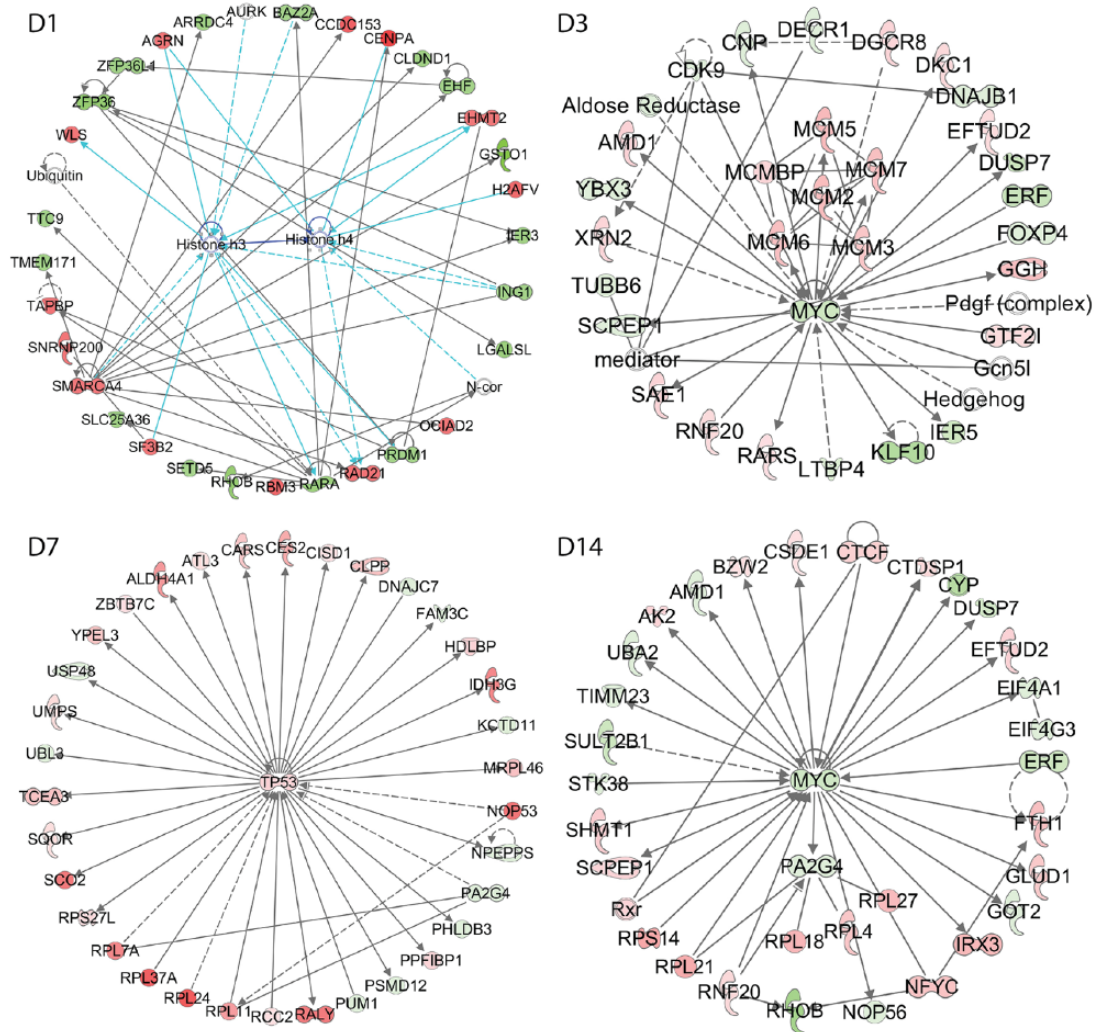 D1
AURK
ARRDC4
BAZ2A
CCDC153
AGRN
CENPA
ZFP36L1
CLDND1
ZFP36
EHF
WLS
EHMT2
GSTO1
Ubiquitin
H2AFV
TTC9
Histone h3
Histone h4
IER3
TMEM171
ING1
TAPBP
LGALSL
SNRNP200
N-cor
SMARCA4
OCIAD2
SLC25A36
SF3B2
PRDM1
SETD5
RAD21
RHOB
RBM3
RARA
D3
DECR1
CNP
DGCR8
CDK9
DKC1
DNAJB1
Aldose Reductase
AMD1
MCM5
EFTUD2
MCMBP
MCM7
DUSP7
YBX3
MCM2
ERF
XRN2
MCM6
MCM3
FOXP4
TUBB6
GGH
SCPEP1
MYC
Pdgf (complex)
GTF2I
mediator
Gcn5l
SAE1
Hedgehog
RNF20
IER5
RARS
KLF10
LTBP4
D7
CARS
CES2
CISD1
ATL3
CLPP
ALDH4A1
DNAJC7
ZBTB7C
FAM3C
YPEL3
HDLBP
USP48
IDH3G
UMPS
KCTD11
UBL3
TP53
MRPL46
TCEA3
NOP53
SQOR
NPEPPS
SCO2
PA2G4
RPS27L
PHLDB3
RPL7A
PPFIBP1
RPL37A
PSMD12
RPL24
PUM1
RPL11
RCC2
RALY
D14
CSDE1
CTCF
BZW2
CTDSP1
AMD1
CYP
AK2
DUSP7
UBA2
EFTUD2
TIMM23
EIF4A1
SULT2B1
EIF4G3
STK38
MYC
ERF
SHMT1
FTH1
SCPEP1
PA2G4
GLUD1
Rxr
RPL27
GOT2
RPS14
RPL18
RPL4
IRX3
RPL21
NFYC
RNF20
RHOB
NOP56